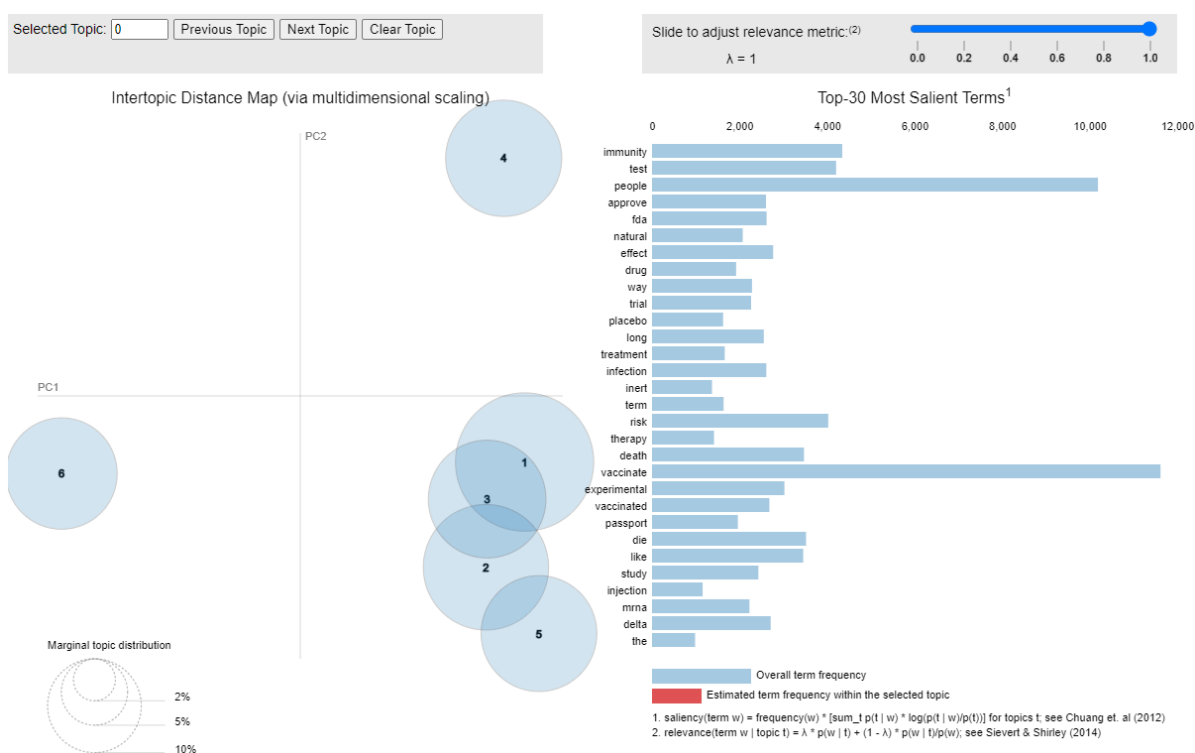 Selected Topic: 0 Previous Topic Next Topic Clear Topic
Slide to adjust relevance metric:(2)
λ = 1
0.0 0.2 0.4 0.6 0.8 1.0
Intertopic Distance Map (via multidimensional scaling)
PC2
PC1
4
6
1
3
2
5
Marginal topic distribution
2%
5%
10%
Top-30 Most Salient Terms1
0 2,000 4,000 6,000 8,000 10,000 12,000
immunity
test
people
approve
fda
natural
effect
drug
way
trial
placebo
long
treatment
infection
inert
term
risk
therapy
death
vaccinate
experimental
vaccinated
passport
die
like
study
injection
mrna
delta
the
Overall term frequency
Estimated term frequency within the selected topic
1. saliency(term w) = frequency(w) * [sum_t p(t | w) * log(p(t | w)/p(t))] for topics t; see Chuang et. al (2012)
2. relevance(term w | topic t) = λ * p(w | t) + (1 - λ) * p(w | t)/p(w); see Sievert & Shirley (2014)